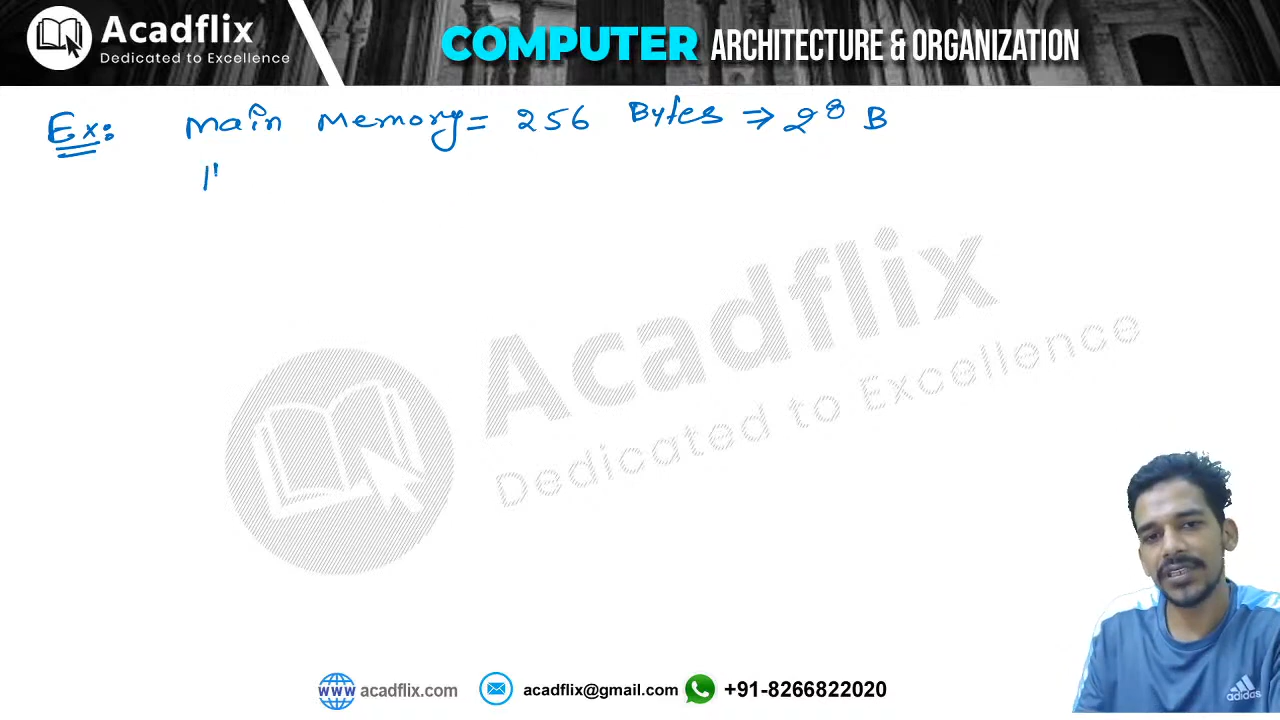 Acadflix
Dedicated to Excellence
COMPUTER ARCHITECTURE & ORGANIZATION
Ex: Main Memory = 256 Bytes ⇒ 2⁸ B
Acadflix
Dedicated to Excellence
adidas
acadflix.com acadflix@gmail.com +91-8266822020